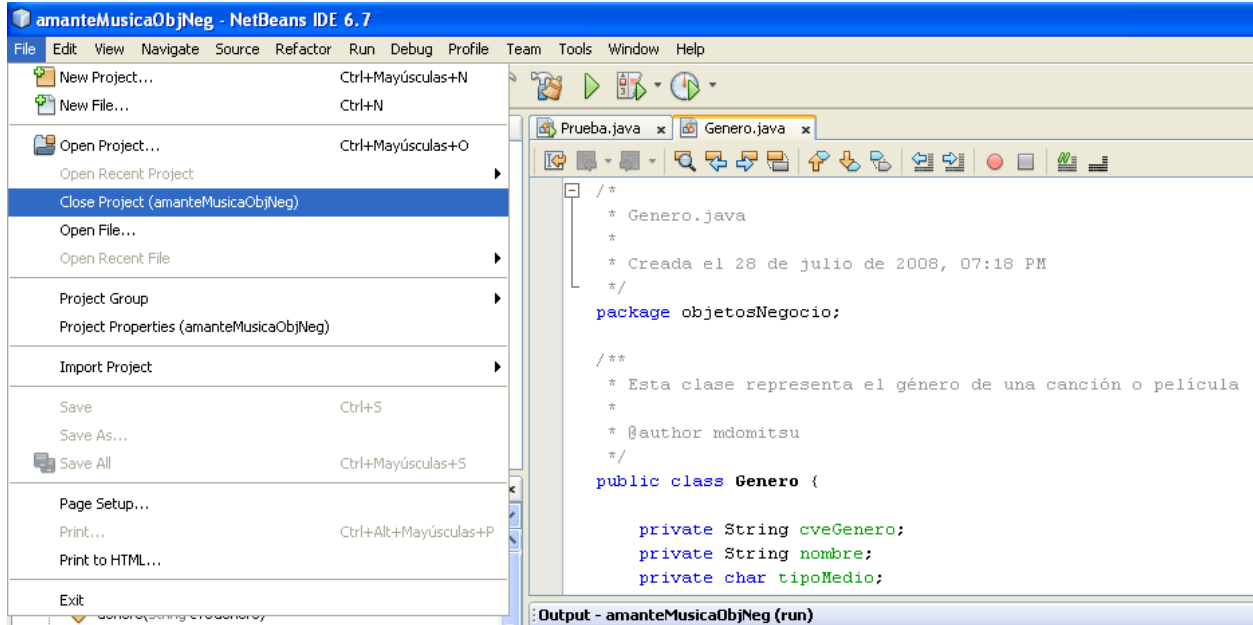 amanteMusicaObjNeg - NetBeans IDE 6.7
File Edit View Navigate Source Refactor Run Debug Profile Team Tools Window Help
New Project... Ctrl+Mayúsculas+N
New File... Ctrl+N
Open Project... Ctrl+Mayúsculas+O
Open Recent Project
Close Project (amanteMusicaObjNeg)
Open File...
Open Recent File
Project Group
Project Properties (amanteMusicaObjNeg)
Import Project
Save Ctrl+S
Save As...
Save All Ctrl+Mayúsculas+S
Page Setup...
Print... Ctrl+Alt+Mayúsculas+P
Print to HTML...
Exit
Prueba.java x Genero.java x
/*
* Genero.java
*
* Creada el 28 de julio de 2008, 07:18 PM
*/
package objetosNegocio;
/**
* Esta clase representa el género de una canción o película
*
* @author mdomitsu
*/
public class Genero {
private String cveGenero;
private String nombre;
private char tipoMedio;
Output - amanteMusicaObjNeg (run)